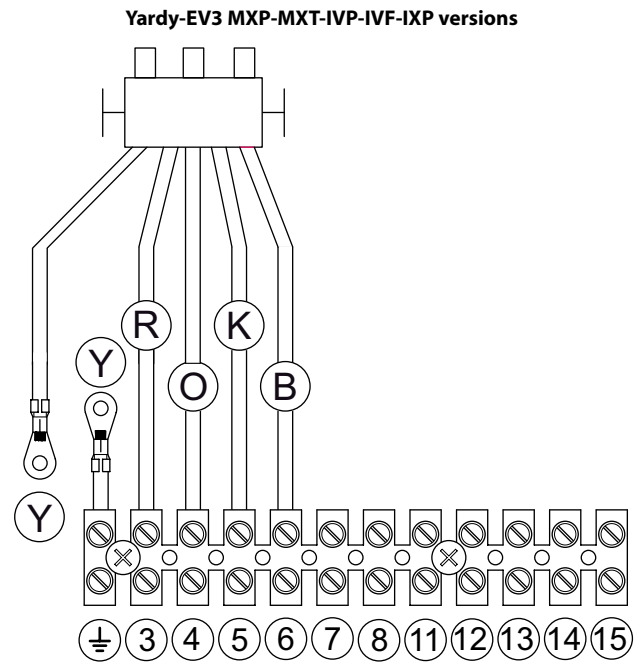 Yardy-EV3 MXP-MXT-IVP-IVF-IXP versions
R K
Y
O B
Y
3 4 5 6 7 8 11 12 13 14 15